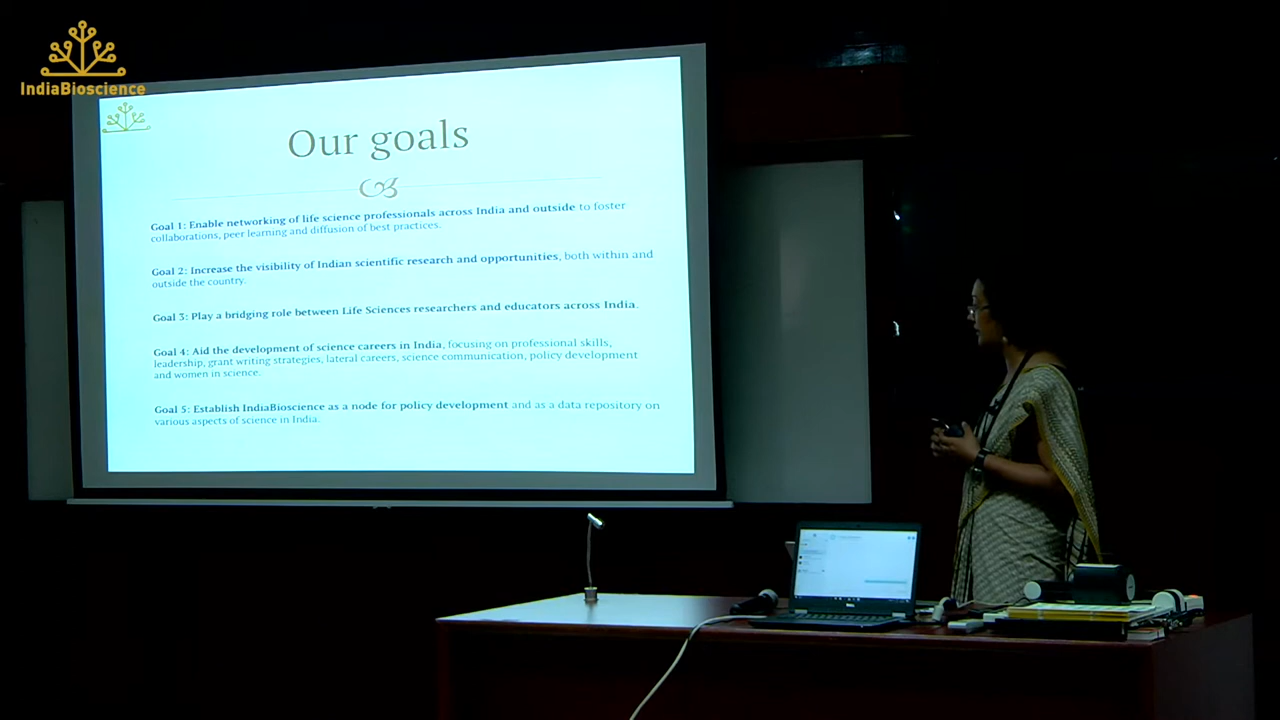 IndiaBioscience
Our goals
Goal 1: Enable networking of life science professionals across India and outside to foster
collaborations, peer learning and diffusion of best practices.
Goal 2: Increase the visibility of Indian scientific research and opportunities, both within and
outside the country.
Goal 3: Play a bridging role between Life Sciences researchers and educators across India.
Goal 4: Aid the development of science careers in India, focusing on professional skills,
leadership, grant writing strategies, lateral careers, science communication, policy development
and women in science.
Goal 5: Establish IndiaBioscience as a node for policy development and as a data repository on
various aspects of science in India.
DELL